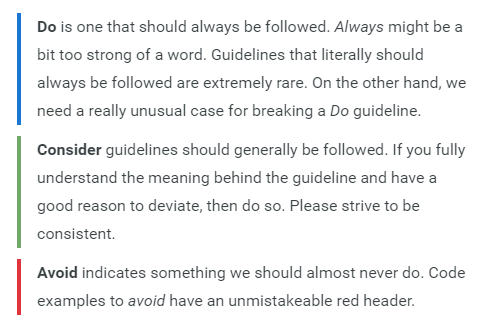 Do is one that should always be followed. Always might be a
bit too strong of a word. Guidelines that literally should
always be followed are extremely rare. On the other hand, we
need a really unusual case for breaking a Do guideline.
Consider guidelines should generally be followed. If you fully
understand the meaning behind the guideline and have a
good reason to deviate, then do so. Please strive to be
consistent.
Avoid indicates something we should almost never do. Code
examples to avoid have an unmistakeable red header.